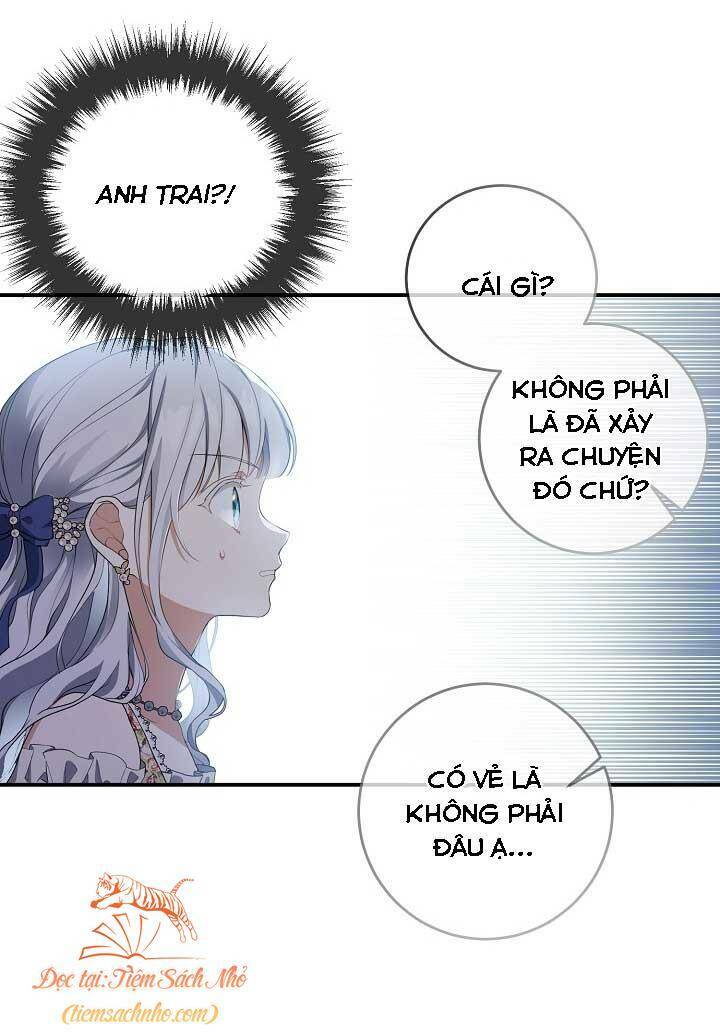 ANH TRAI?!
CÁI GÌ?
KHÔNG PHẢI
LÀ ĐÃ XẢY
RA CHUYỆN
ĐÓ CHỨ?
CÓ VẺ LÀ
KHÔNG PHẢI
ĐÂU Ạ...
Đọc tại: Tiệm Sách Nhỏ
(tiemsachnho.com)